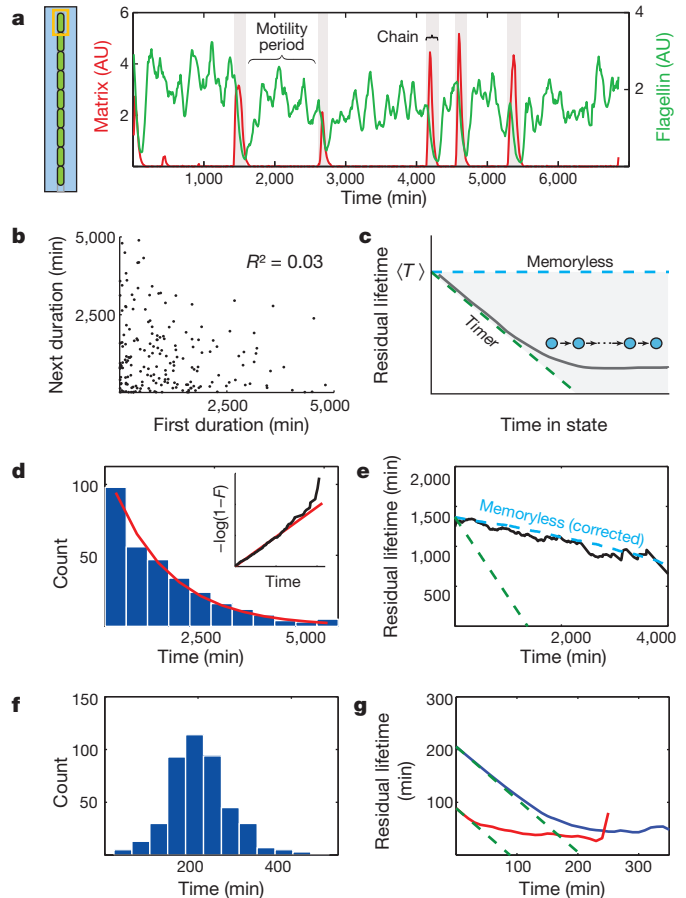 a
Matrix (AU)
6
4
2
Motility
period
Chain
4
2
Flagellin (AU)
1,000
2,000
3,000
4,000
5,000
6,000
Time (min)
b
Next duration (min)
5,000
2,500
R² = 0.03
2,500
5,000
First duration (min)
c
Residual lifetime
⟨T⟩
Memoryless
Timer
Time in state
d
Count
100
50
−log(1−F)
Time
2,500
5,000
Time (min)
e
Residual lifetime (min)
2,000
1,500
1,000
500
Memoryless (corrected)
2,000
4,000
Time (min)
f
Count
150
100
50
200
400
Time (min)
g
Residual lifetime
(min)
300
200
100
100
200
300
Time (min)